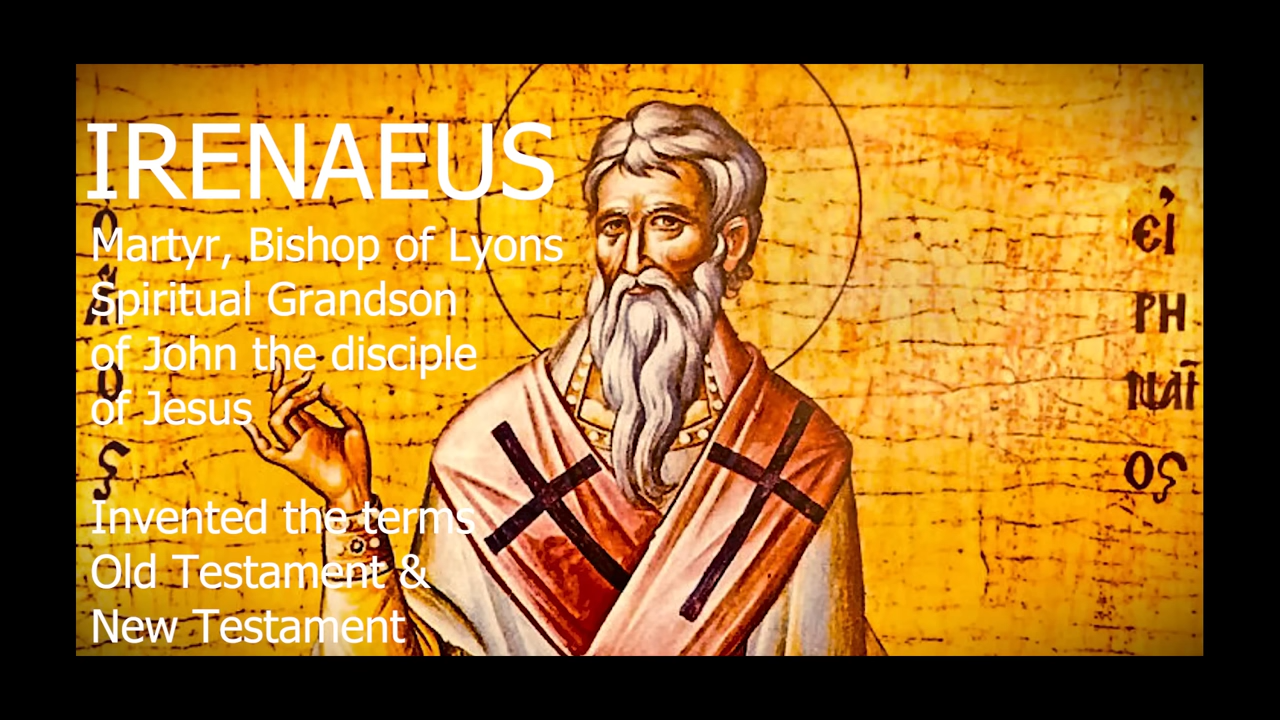 IRENAEUS
Martyr, Bishop of Lyons
Spiritual Grandson
of John the disciple
of Jesus
Invented the terms
Old Testament &
New Testament
εἰ
ΡΗ
ΝΑῖ
ος